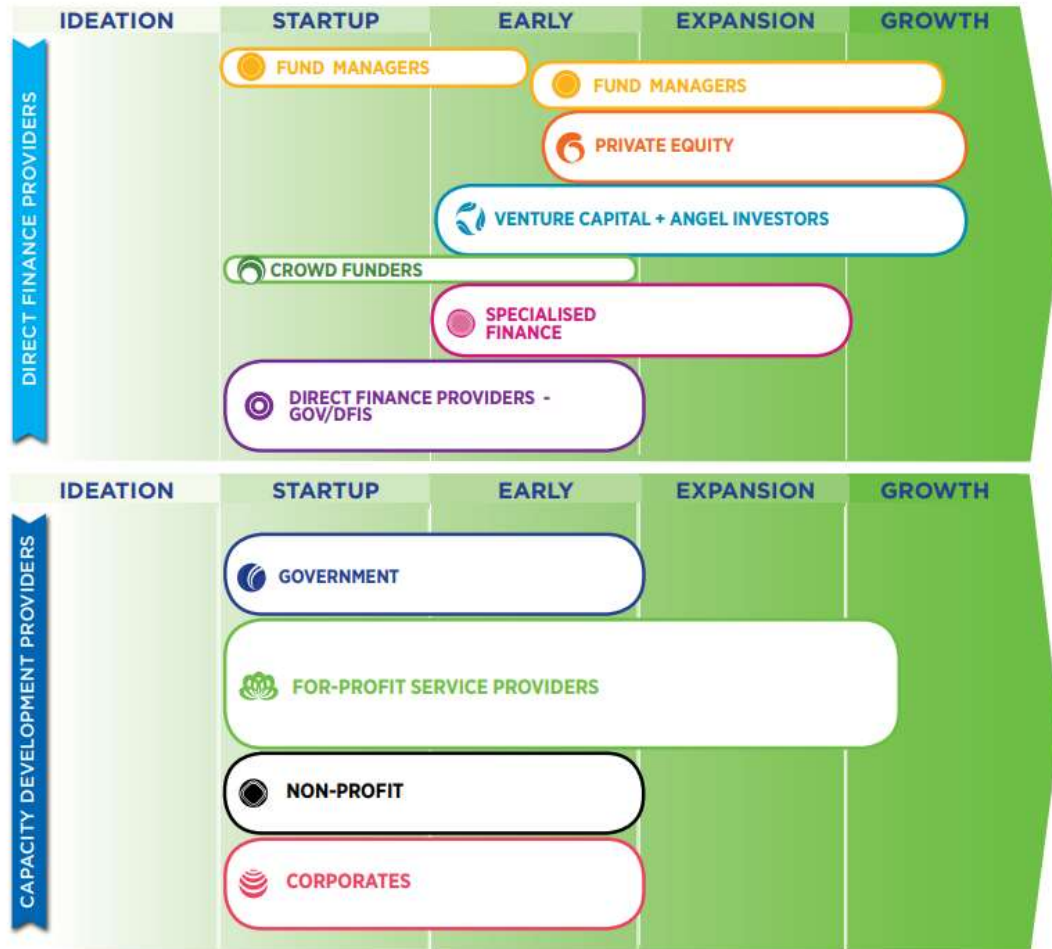 IDEATION STARTUP EARLY EXPANSION GROWTH
DIRECT FINANCE PROVIDERS
FUND MANAGERS
FUND MANAGERS
PRIVATE EQUITY
VENTURE CAPITAL + ANGEL INVESTORS
CROWD FUNDERS
SPECIALISED
FINANCE
DIRECT FINANCE PROVIDERS -
GOV/DFIS
IDEATION STARTUP EARLY EXPANSION GROWTH
CAPACITY DEVELOPMENT PROVIDERS
GOVERNMENT
FOR-PROFIT SERVICE PROVIDERS
NON-PROFIT
CORPORATES